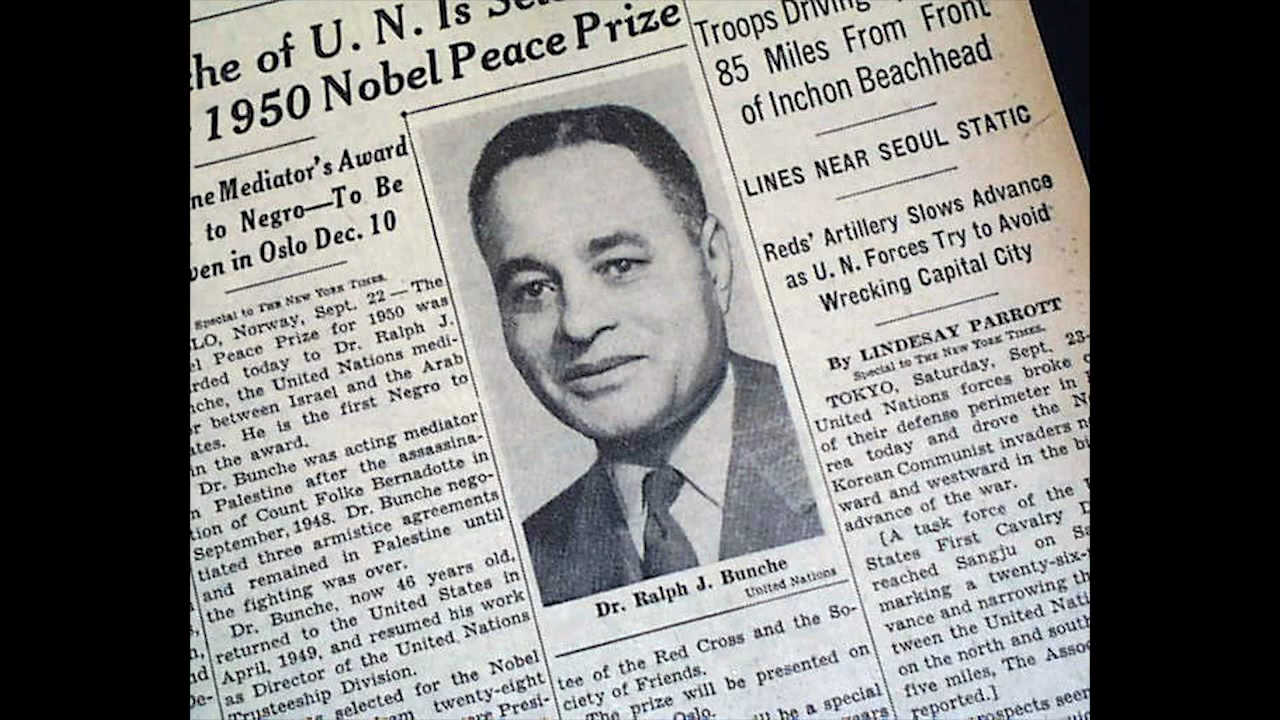 he of U. N. Is
1950 Nobel Peace Prize
Mediator's Award
to Negro—To Be
in Oslo Dec. 10
Special to THE NEW YORK TIMES.
Norway, Sept. 22—The
Peace Prize for 1950 was
today to Dr. Ralph J.
the United Nations medi-
between Israel and the Arab
He is the first Negro to
the award.
Dr. Bunche was acting mediator
Palestine after the assassina-
tion of Count Folke Bernadotte in
September, 1948. Dr. Bunche nego-
tiated three armistice agreements
and remained in Palestine until
the fighting was over.
Dr. Bunche, now 46 years old,
returned to the United States in
April, 1949, and resumed his work
as Director of the United Nations
Trusteeship Division.
selected for the Nobel
twenty-eight
Presi-
Dr. Ralph J. Bunche
United Nations
tee of the Red Cross and the So-
ciety of Friends.
The prize will be presented on
Oslo.
be a special
years
Troops Driving
85 Miles From Front
of Inchon Beachhead
LINES NEAR SEOUL STATIC
Reds' Artillery Slows Advance
as U. N. Forces Try to Avoid
Wrecking Capital City
By LINDESAY PARROTT
Special to THE NEW YORK TIMES.
TOKYO, Saturday, Sept. 23—
United Nations forces broke
of their defense perimeter in
rea today and drove the
Korean Communist invaders
ward and westward in the
advance of the war.
[A task force of the
States First Cavalry
reached Sangju on
marking a twenty-six-
vance and narrowing
tween the United
on the north and south
five miles, The
reported.]